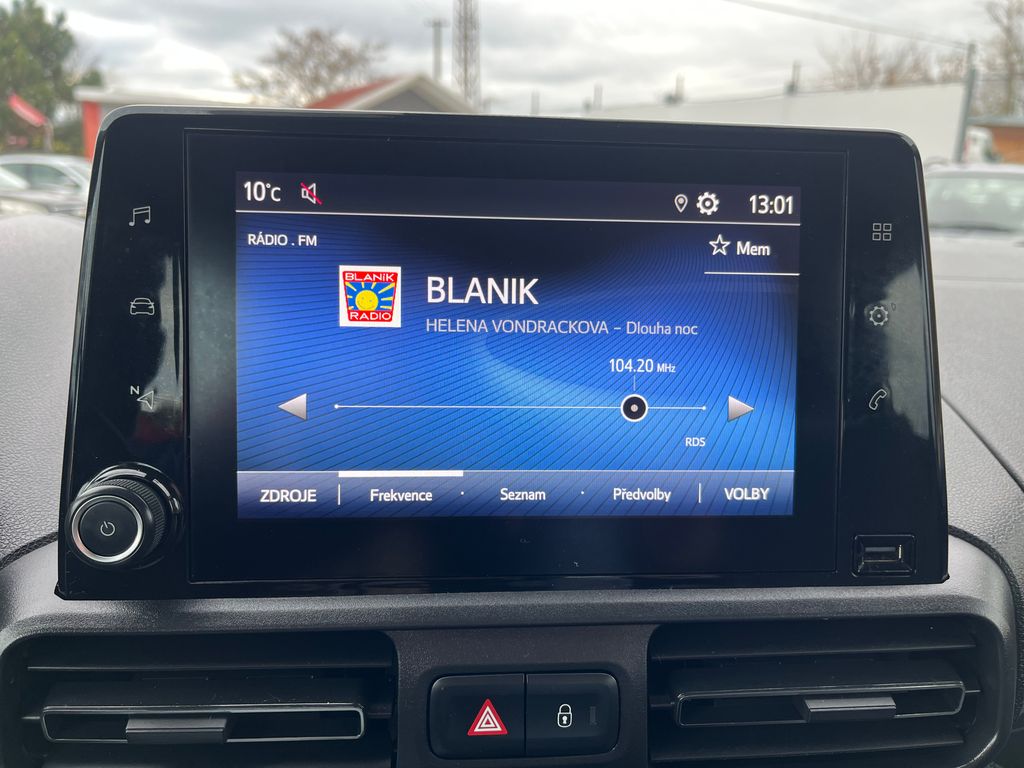 10°C
13:01
RÁDIO . FM
Mem
BLANIK
RADIO
BLANIK
HELENA VONDRACKOVA – Dlouha noc
104.20 MHz
RDS
ZDROJE
Frekvence
Seznam
Předvolby
VOLBY
N